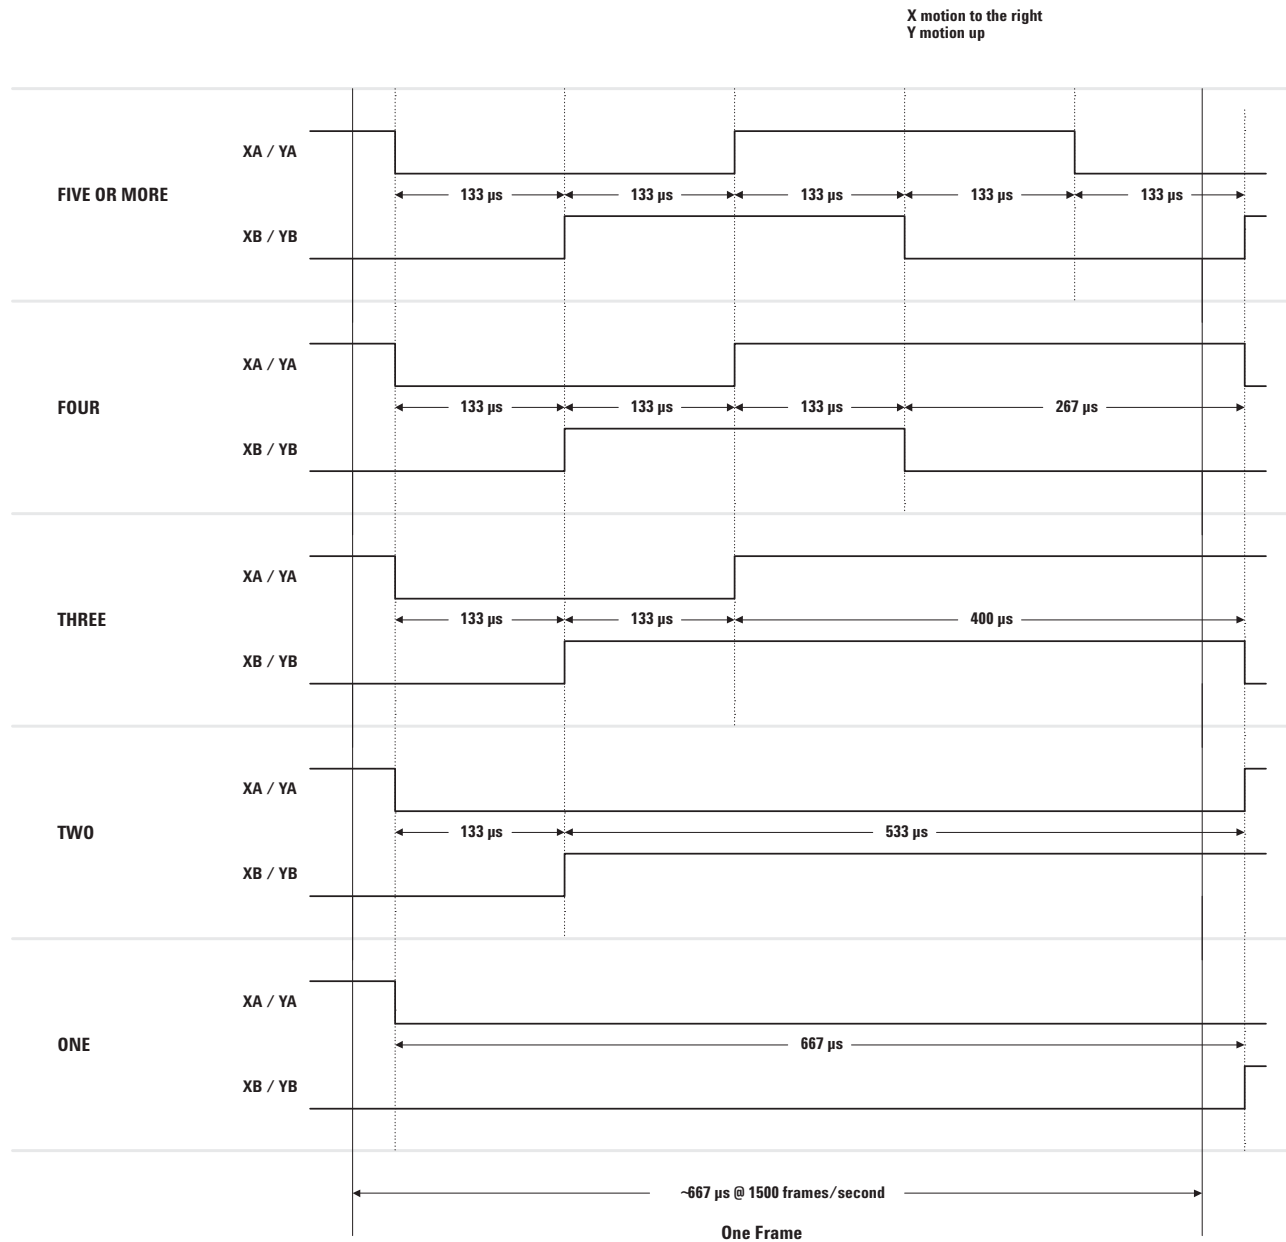 X motion to the right
Y motion up
XA / YA
FIVE OR MORE
133 µs
133 µs
133 µs
133 µs
133 µs
XB / YB
XA / YA
FOUR
133 µs
133 µs
133 µs
267 µs
XB / YB
XA / YA
THREE
133 µs
133 µs
400 µs
XB / YB
XA / YA
TWO
133 µs
533 µs
XB / YB
XA / YA
ONE
667 µs
XB / YB
~667 µs @ 1500 frames/second
One Frame